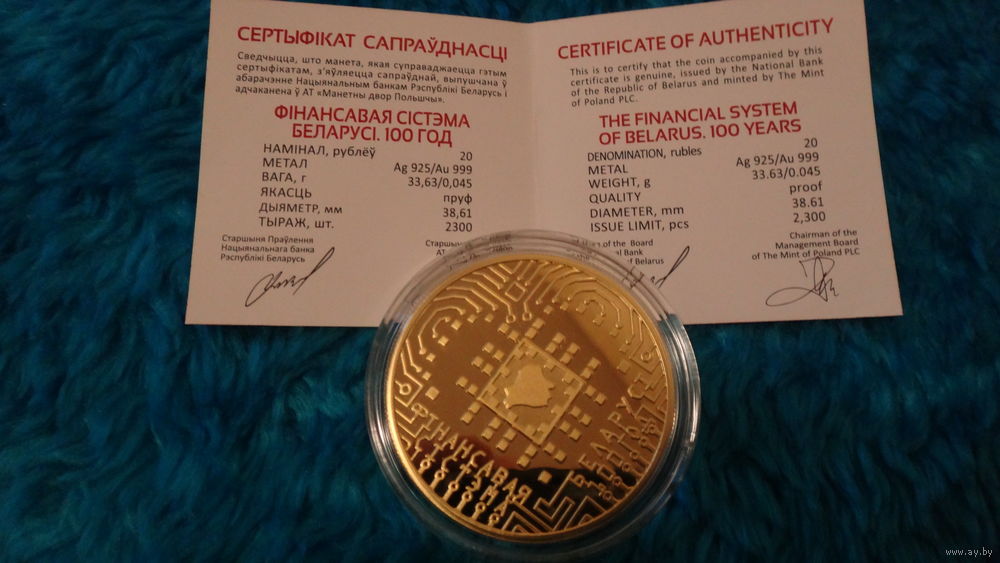 СЕРТЫФІКАТ САПРАЎДНАСЦІ
Сведчыцца, што манета, якая суправаджаецца гэтым
сертыфікатам, з'яўляецца сапраўднай, выпушчана ў
абарачэнне Нацыянальным банкам Рэспублікі Беларусь і
адчаканена ў АТ «Манетны двор Польшчы».
ФІНАНСАВАЯ СІСТЭМА
БЕЛАРУСІ. 100 ГОД
НАМІНАЛ, рублёў 20
МЕТАЛ Ag 925/Au 999
ВАГА, г 33,63/0,045
ЯКАСЦЬ пруф
ДЫЯМЕТР, мм 38,61
ТЫРАЖ, шт. 2300
Старшыня Праўлення
Нацыянальнага банка
Рэспублікі Беларусь
CERTIFICATE OF AUTHENTICITY
This is to certify that the coin accompanied by this
certificate is genuine, issued by the National Bank
of the Republic of Belarus and minted by The Mint
of Poland PLC.
THE FINANCIAL SYSTEM
OF BELARUS. 100 YEARS
DENOMINATION, rubles 20
METAL Ag 925/Au 999
WEIGHT, g 33.63/0.045
QUALITY proof
DIAMETER, mm 38.61
ISSUE LIMIT, pcs 2,300
of the Board
Bank
of Belarus
Chairman of the
Management Board
of The Mint of Poland PLC
ФІНАНСАВАЯ
СІСТЭМА
www.ay.by